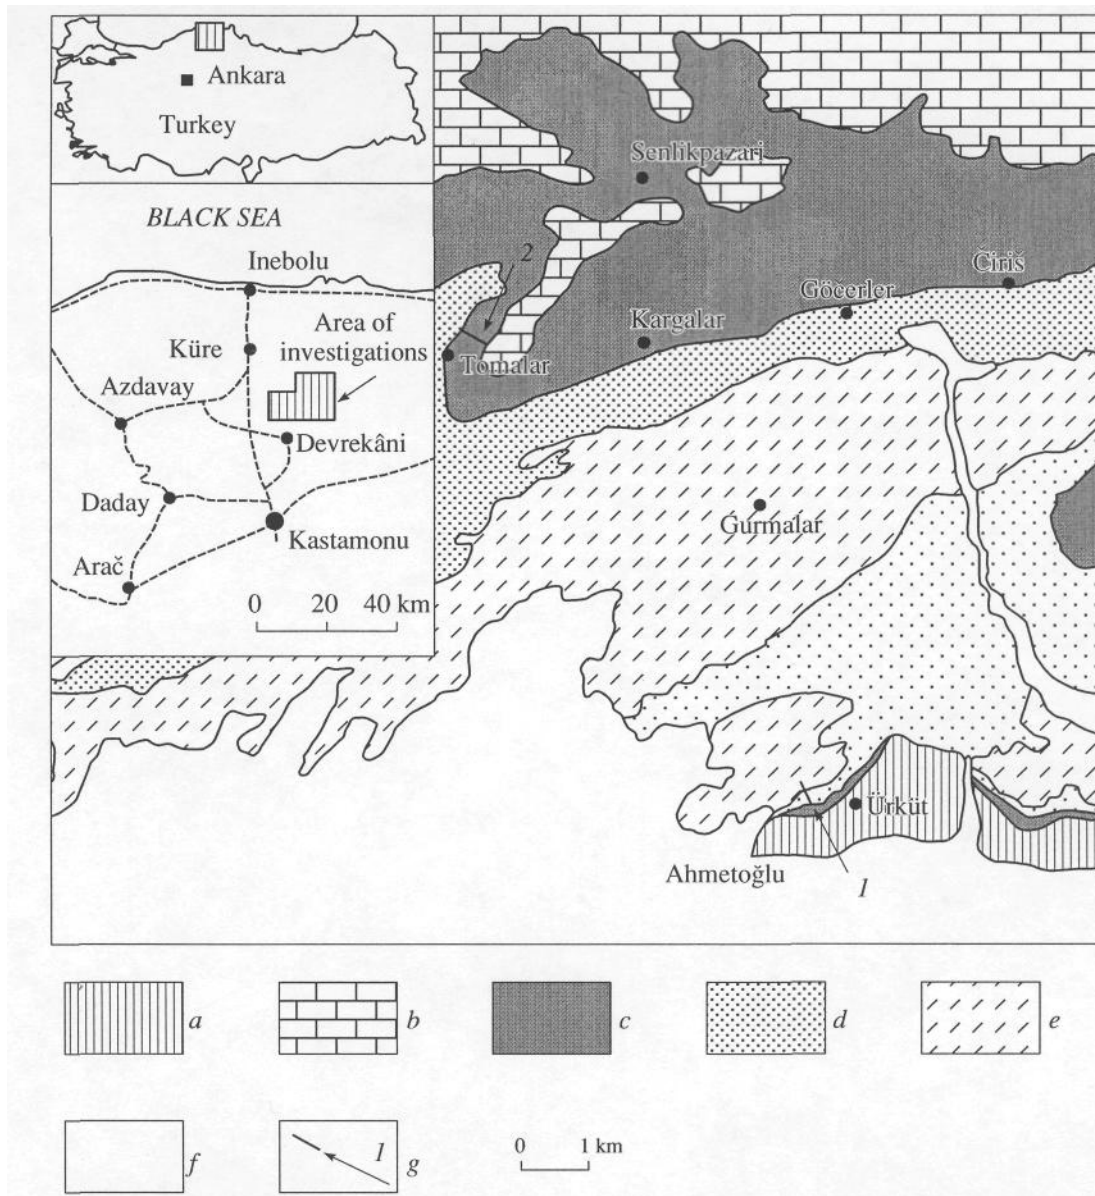 Ankara
Turkey
BLACK SEA
Inebolu
Area of
investigations
Küre
Azdavay
Devrekâni
Daday
Kastamonu
Arač
0 20 40 km
Senlikpazari
2
Čiriš
Göcerler
Kargalar
Tomalar
Gurmalar
Ürküt
Ahmetoğlu
1
a
b
c
d
e
f
1
g
0 1 km